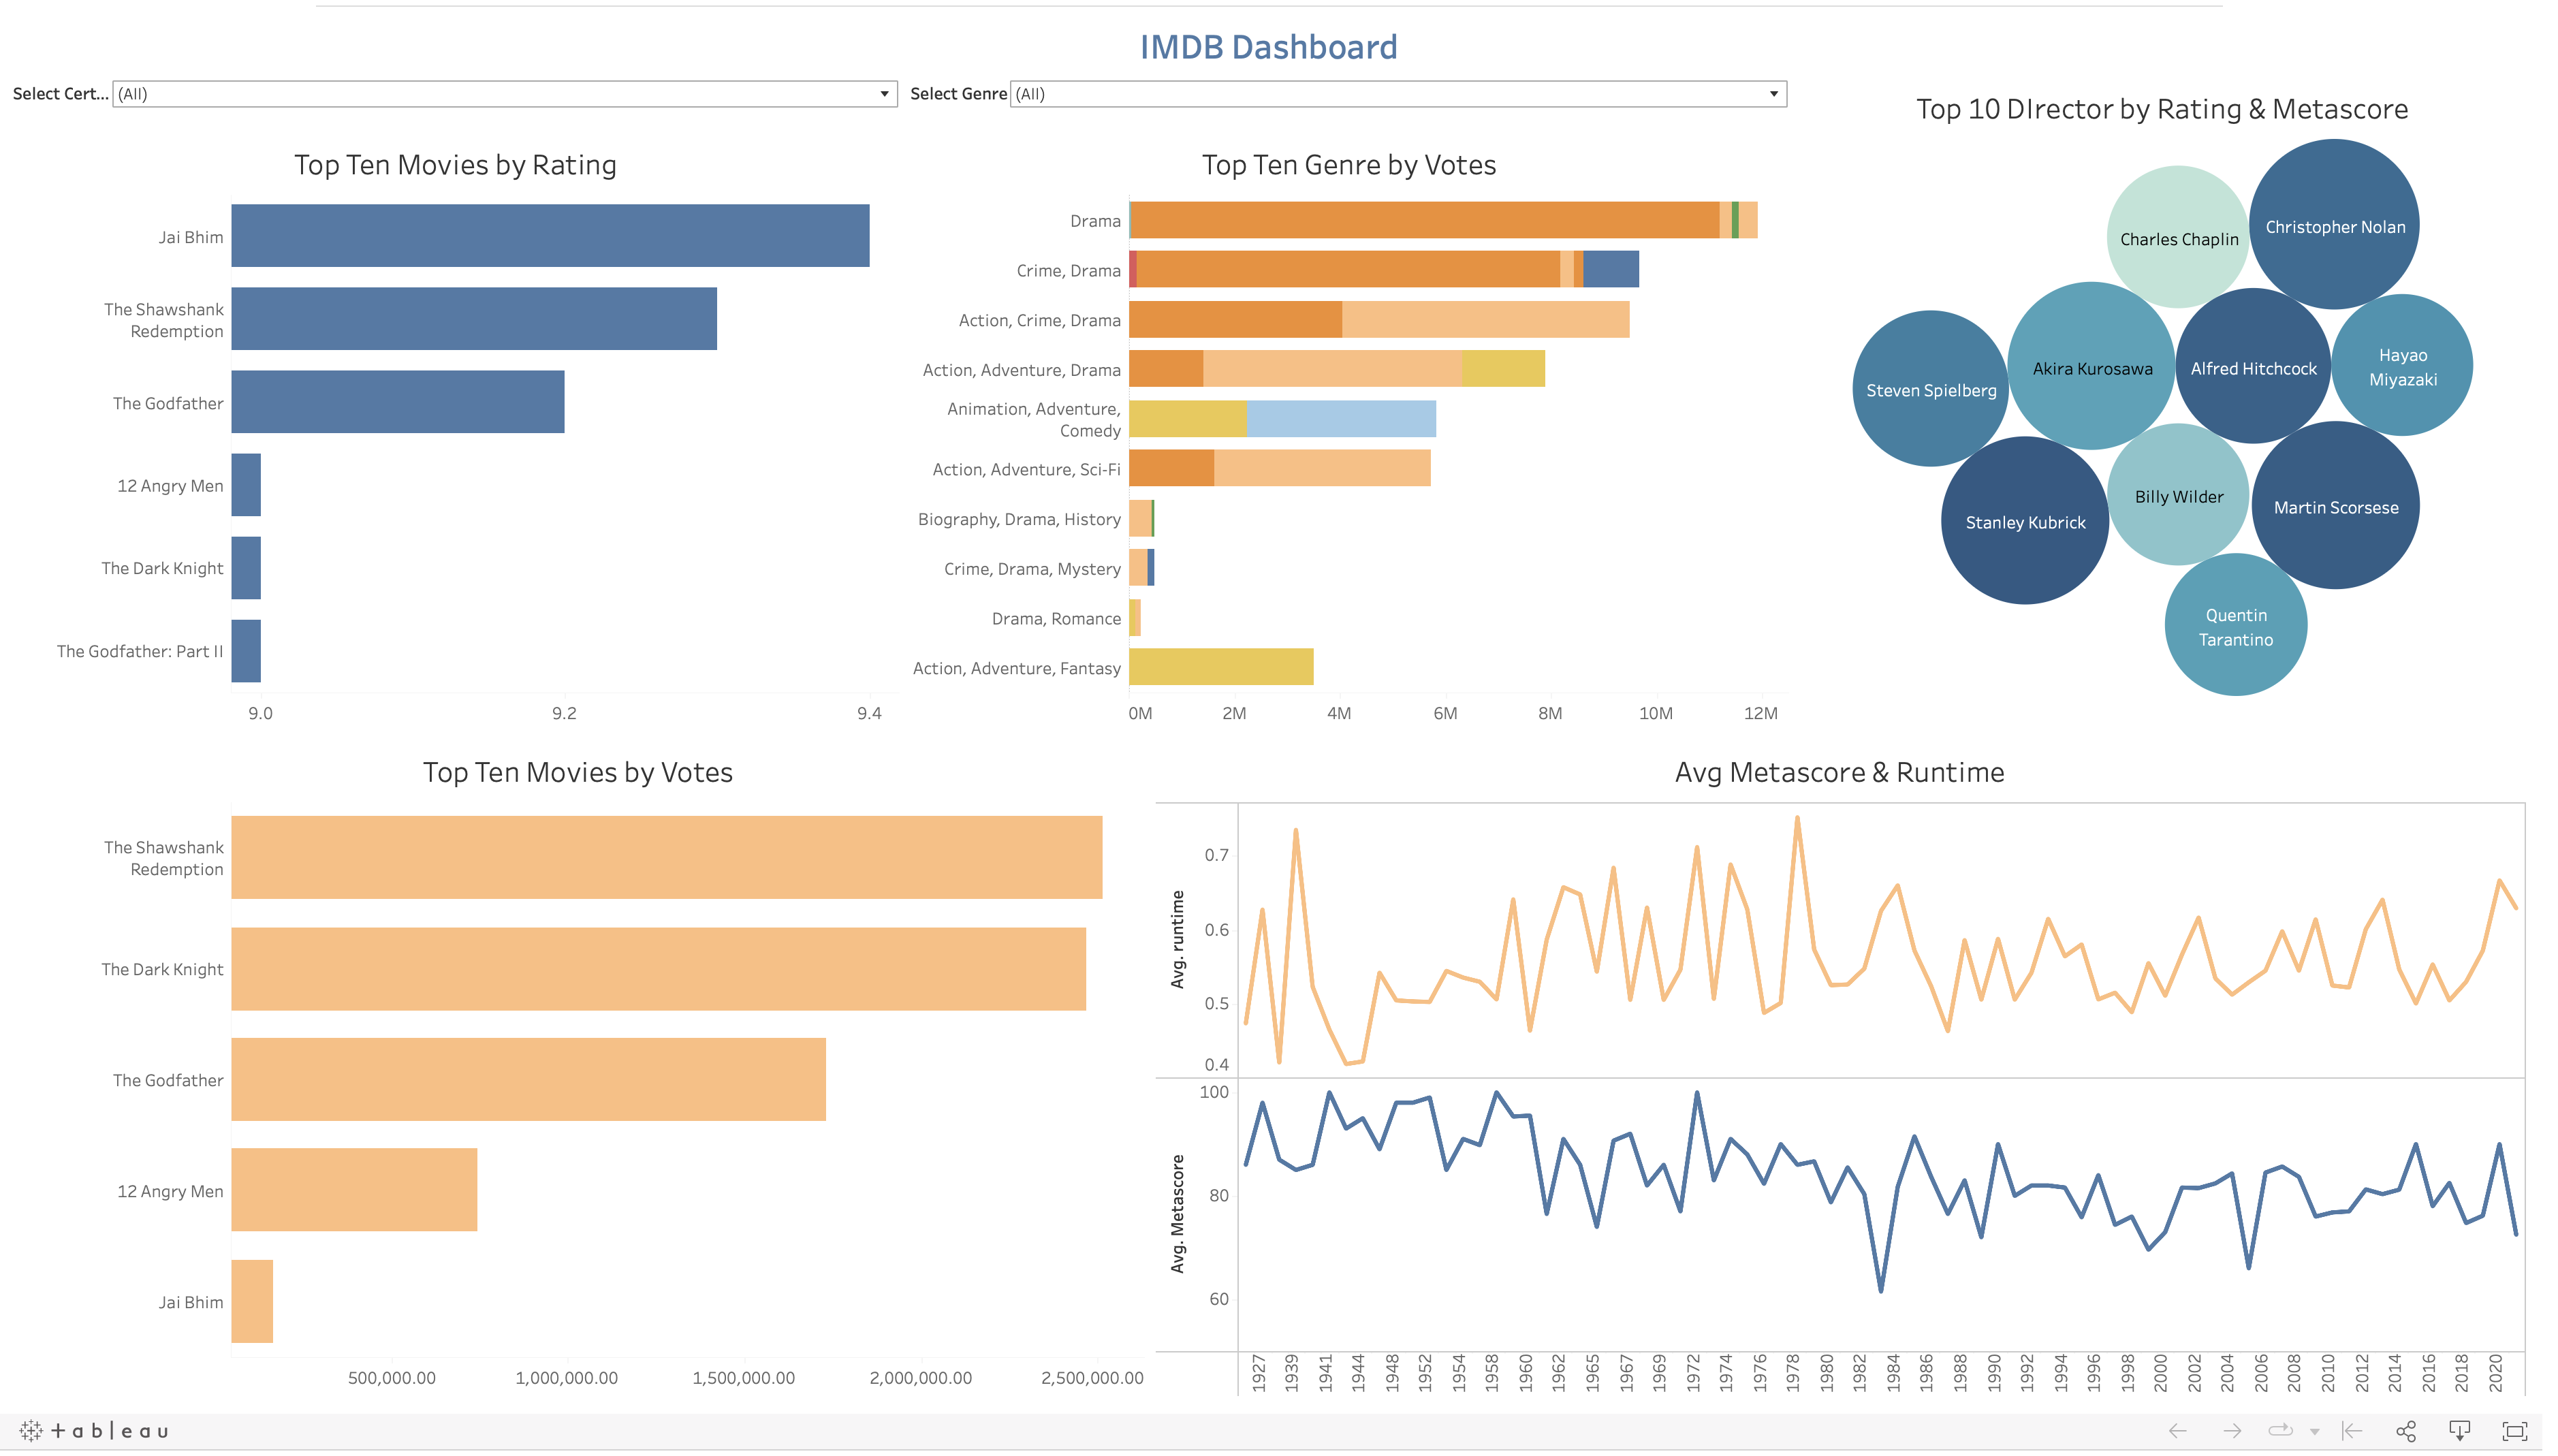 IMDB Dashboard
Select Cert... (All)
Select Genre (All)
Top Ten Movies by Rating
Jai Bhim
The Shawshank
Redemption
The Godfather
12 Angry Men
The Dark Knight
The Godfather: Part II
9.0 9.2 9.4
Top Ten Genre by Votes
Drama
Crime, Drama
Action, Crime, Drama
Action, Adventure, Drama
Animation, Adventure,
Comedy
Action, Adventure, Sci-Fi
Biography, Drama, History
Crime, Drama, Mystery
Drama, Romance
Action, Adventure, Fantasy
0M 2M 4M 6M 8M 10M 12M
Top 10 DIrector by Rating & Metascore
Charles Chaplin
Christopher Nolan
Steven Spielberg
Akira Kurosawa
Alfred Hitchcock
Hayao
Miyazaki
Stanley Kubrick
Billy Wilder
Martin Scorsese
Quentin
Tarantino
Top Ten Movies by Votes
The Shawshank
Redemption
The Dark Knight
The Godfather
12 Angry Men
Jai Bhim
500,000.00 1,000,000.00 1,500,000.00 2,000,000.00 2,500,000.00
Avg Metascore & Runtime
Avg. runtime
0.7
0.6
0.5
0.4
Avg. Metascore
100
80
60
1927 1939 1941 1944 1948 1952 1954 1958 1960 1962 1965 1967 1969 1972 1974 1976 1978 1980 1982 1984 1986 1988 1990 1992 1994 1996 1998 2000 2002 2004 2006 2008 2010 2012 2014 2016 2018 2020
+ableau